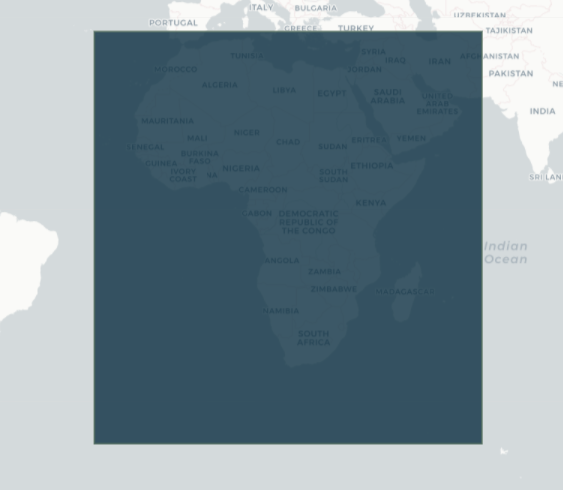 ITALY
BULGARIA
UZBEKISTAN
PORTUGAL
GREECE
TURKEY
TAJIKISTAN
TUNISIA
SYRIA
IRAQ
IRAN
AFGHANISTAN
MOROCCO
JORDAN
PAKISTAN
ALGERIA
LIBYA
EGYPT
SAUDI
ARABIA
UNITED
ARAB
EMIRATES
NE
INDIA
MAURITANIA
MALI
NIGER
CHAD
SUDAN
ERITREA
YEMEN
SENEGAL
BURKINA
FASO
GUINEA
IVORY
COAST
NIGERIA
SOUTH
SUDAN
ETHIOPIA
SRI LAN
CAMEROON
KENYA
GABON
DEMOCRATIC
REPUBLIC OF
THE CONGO
Indian
Ocean
ANGOLA
ZAMBIA
ZIMBABWE
MADAGASCAR
NAMIBIA
SOUTH
AFRICA